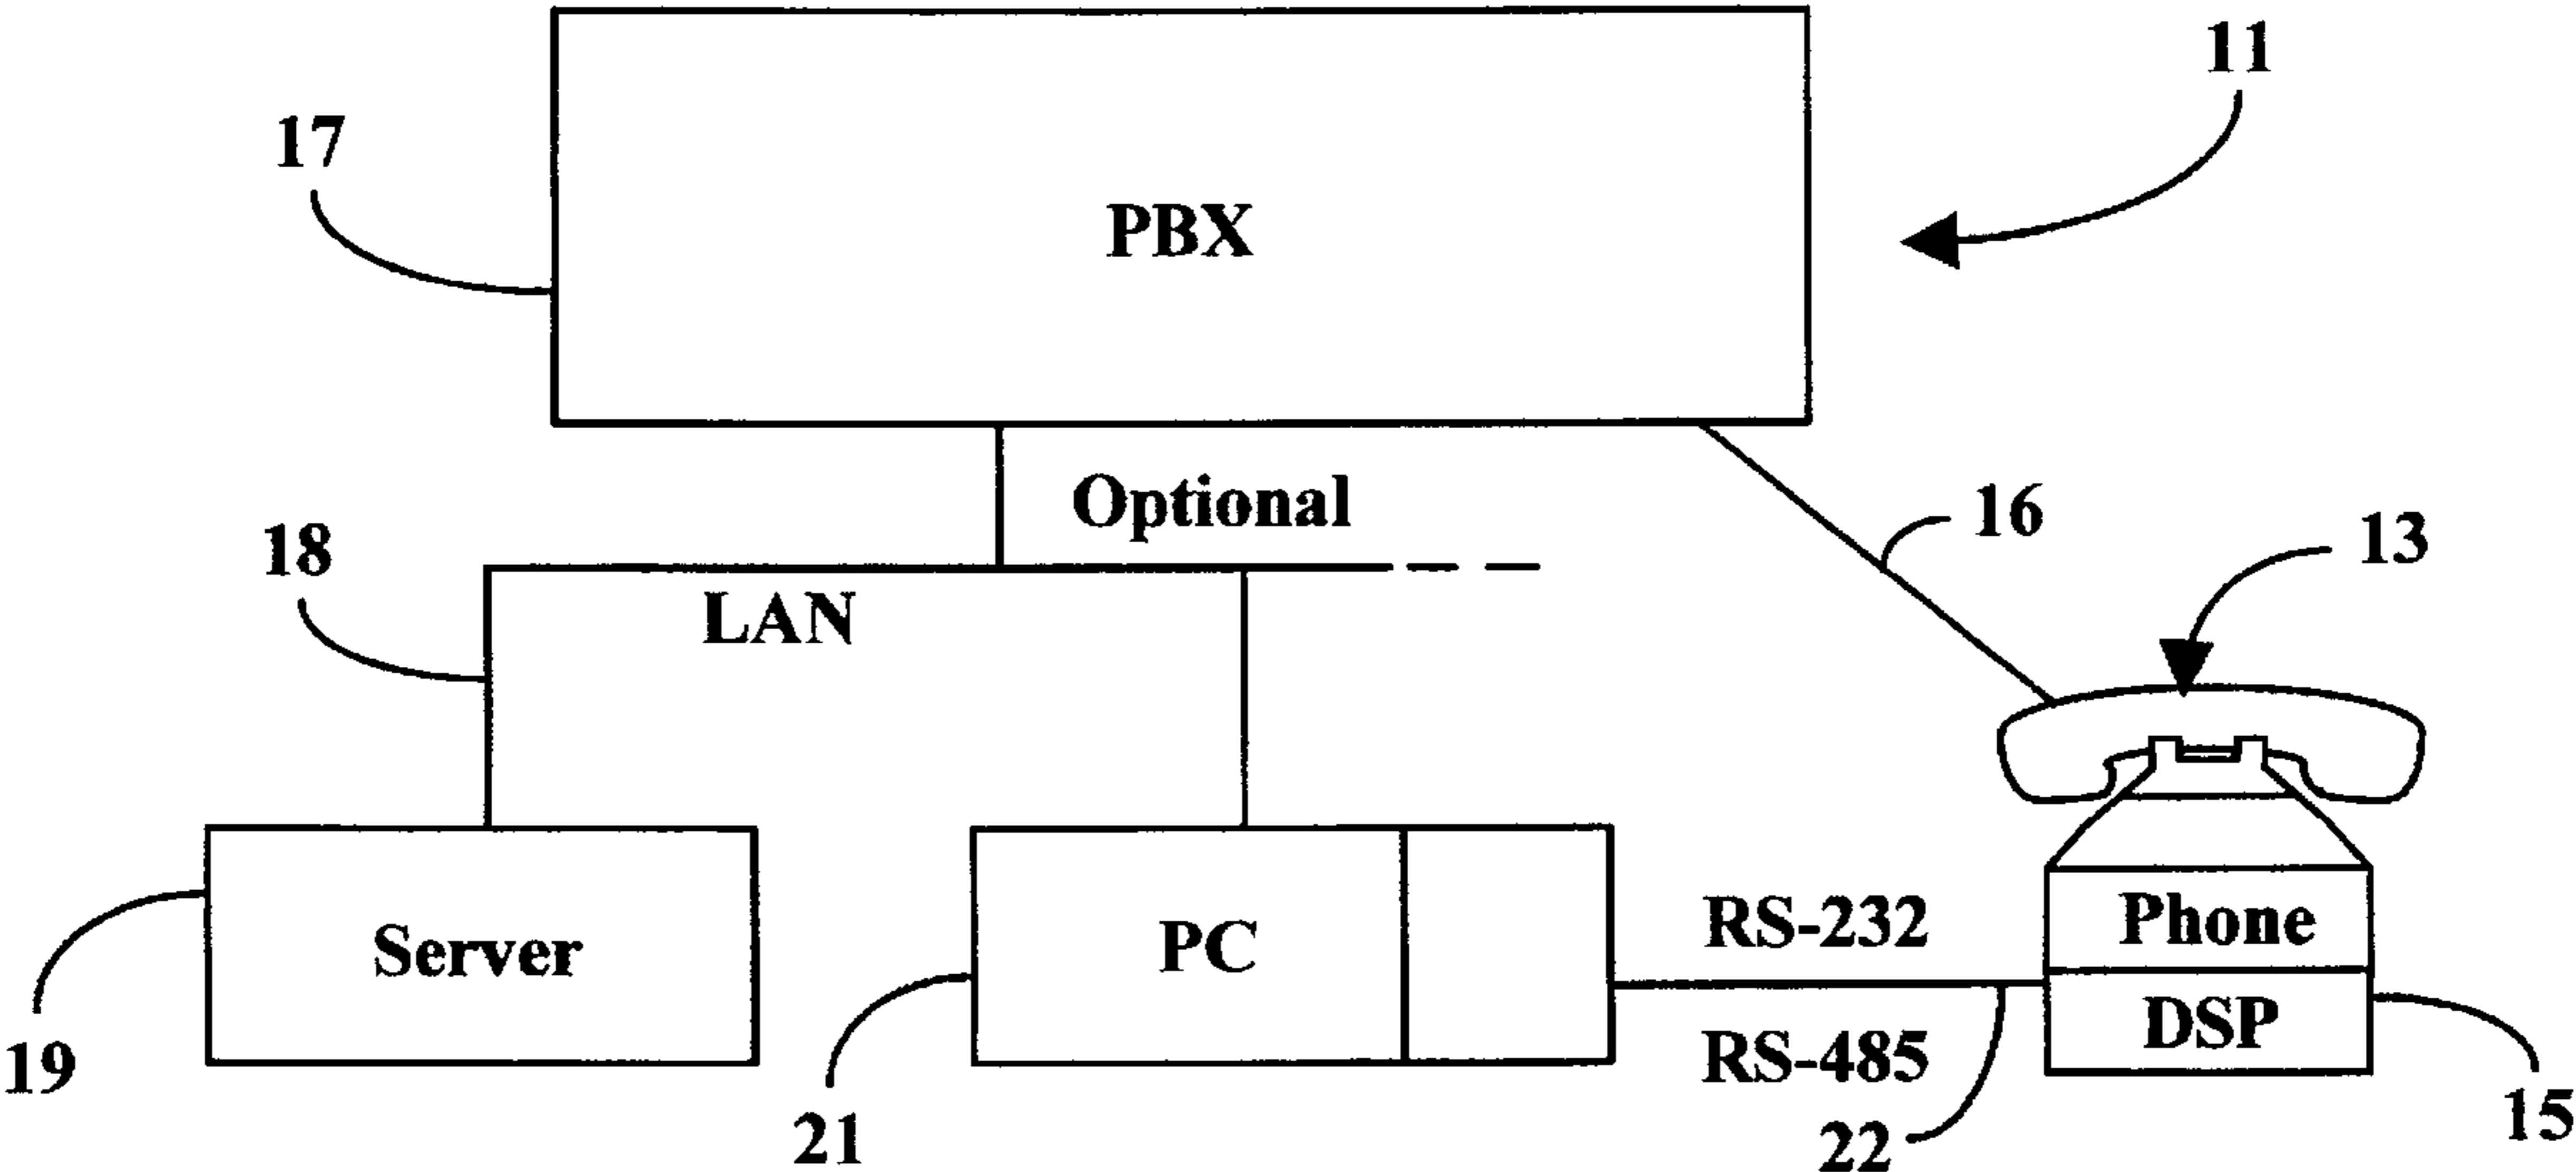 11
17
PBX
Optional
16
18
13
LAN
RS-232
Phone
Server
PC
DSP
RS-485
19
21
22
15